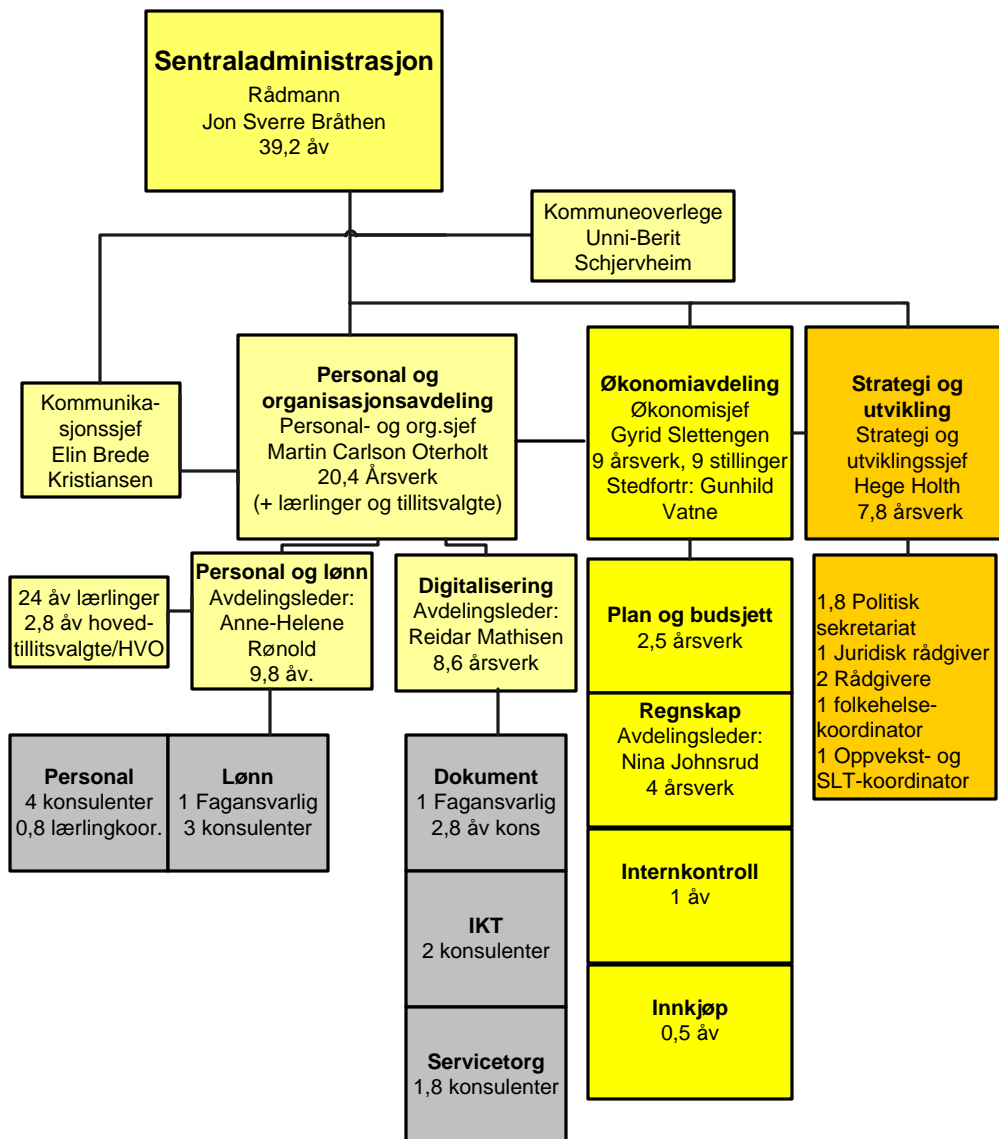 Sentraladministrasjon
Rådmann
Jon Sverre Bråthen
39,2 åv
Kommuneoverlege
Unni-Berit
Schjervheim
Kommunika-
sjonssjef
Elin Brede
Kristiansen
Personal og
organisasjonsavdeling
Personal- og org.sjef
Martin Carlson Oterholt
20,4 Årsverk
(+ lærlinger og tillitsvalgte)
Økonomiavdeling
Økonomisjef
Gyrid Slettengen
9 årsverk, 9 stillinger
Stedfortr: Gunhild
Vatne
Strategi og
utvikling
Strategi og
utviklingssjef
Hege Holth
7,8 årsverk
24 åv lærlinger
2,8 åv hoved-
tillitsvalgte/HVO
Personal og lønn
Avdelingsleder:
Anne-Helene
Rønold
9,8 åv.
Digitalisering
Avdelingsleder:
Reidar Mathisen
8,6 årsverk
Plan og budsjett
2,5 årsverk
1,8 Politisk
sekretariat
1 Juridisk rådgiver
2 Rådgivere
1 folkehelse-
koordinator
1 Oppvekst- og
SLT-koordinator
Personal
4 konsulenter
0,8 lærlingkoor.
Lønn
1 Fagansvarlig
3 konsulenter
Dokument
1 Fagansvarlig
2,8 åv kons
Regnskap
Avdelingsleder:
Nina Johnsrud
4 årsverk
IKT
2 konsulenter
Internkontroll
1 åv
Servicetorg
1,8 konsulenter
Innkjøp
0,5 åv